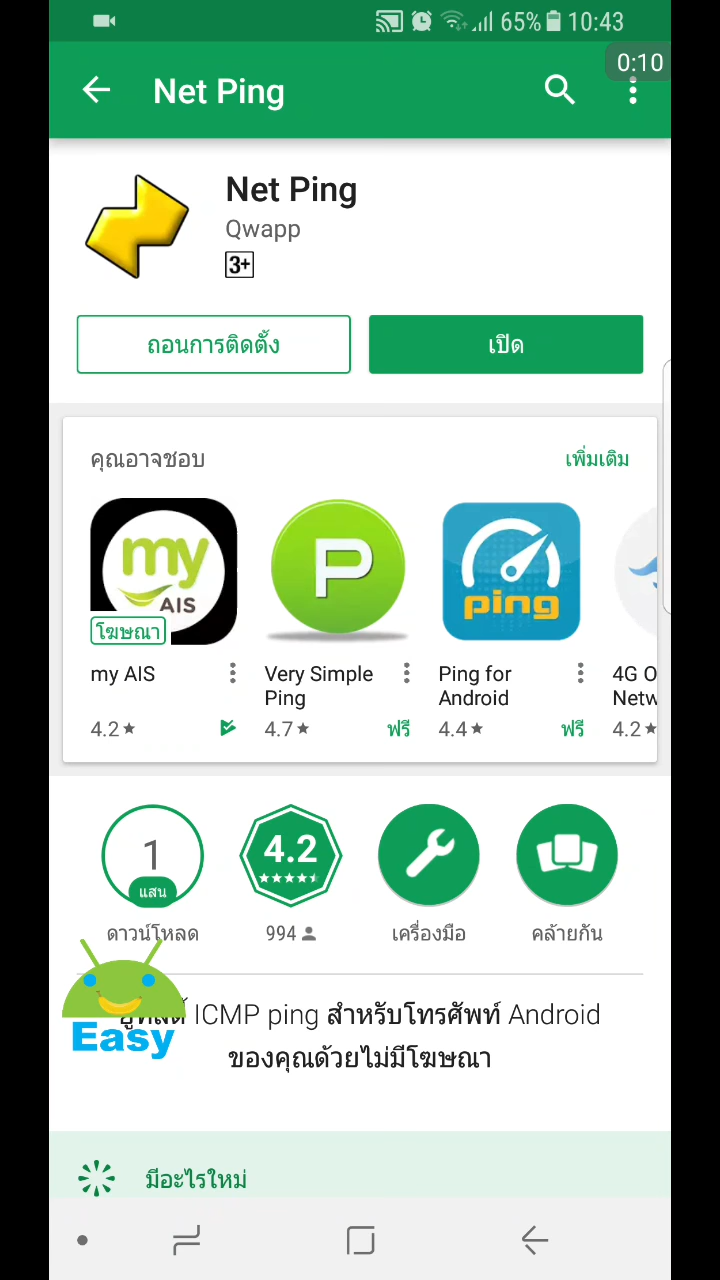 65% 10:43
0:10
Net Ping
Net Ping
Qwapp
3+
ถอนการติดตั้ง
เปิด
คุณอาจชอบ
เพิ่มเติม
my
AIS
โฆษณา
P
ping
my AIS
Very Simple
Ping
Ping for
Android
4G O
Netw
4.2★
4.7★ ฟรี
4.4★ ฟรี
4.2★
1
แสน
4.2
ดาวน์โหลด
994
เครื่องมือ
คล้ายกัน
ICMP ping สำหรับโทรศัพท์ Android
Easy
ของคุณด้วยไม่มีโฆษณา
มีอะไรใหม่